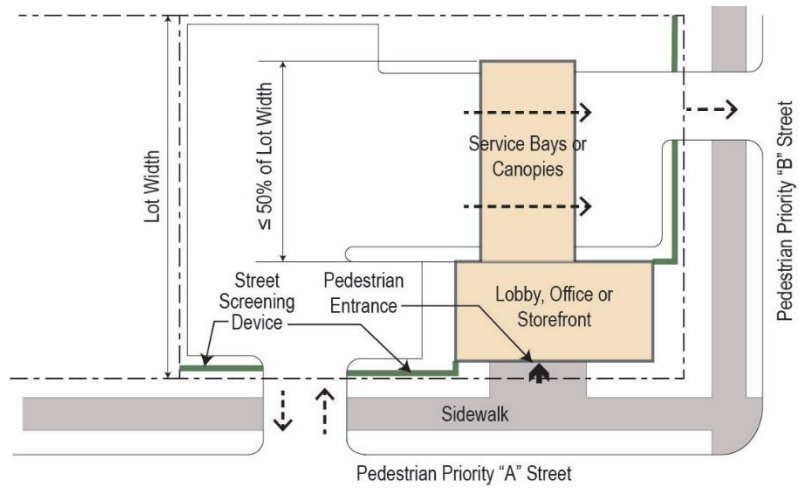 Lot Width
≤ 50% of Lot Width
Service Bays or
Canopies
Street
Screening
Device
Pedestrian
Entrance
Lobby, Office or
Storefront
Sidewalk
Pedestrian Priority "A" Street
Pedestrian Priority "B" Street